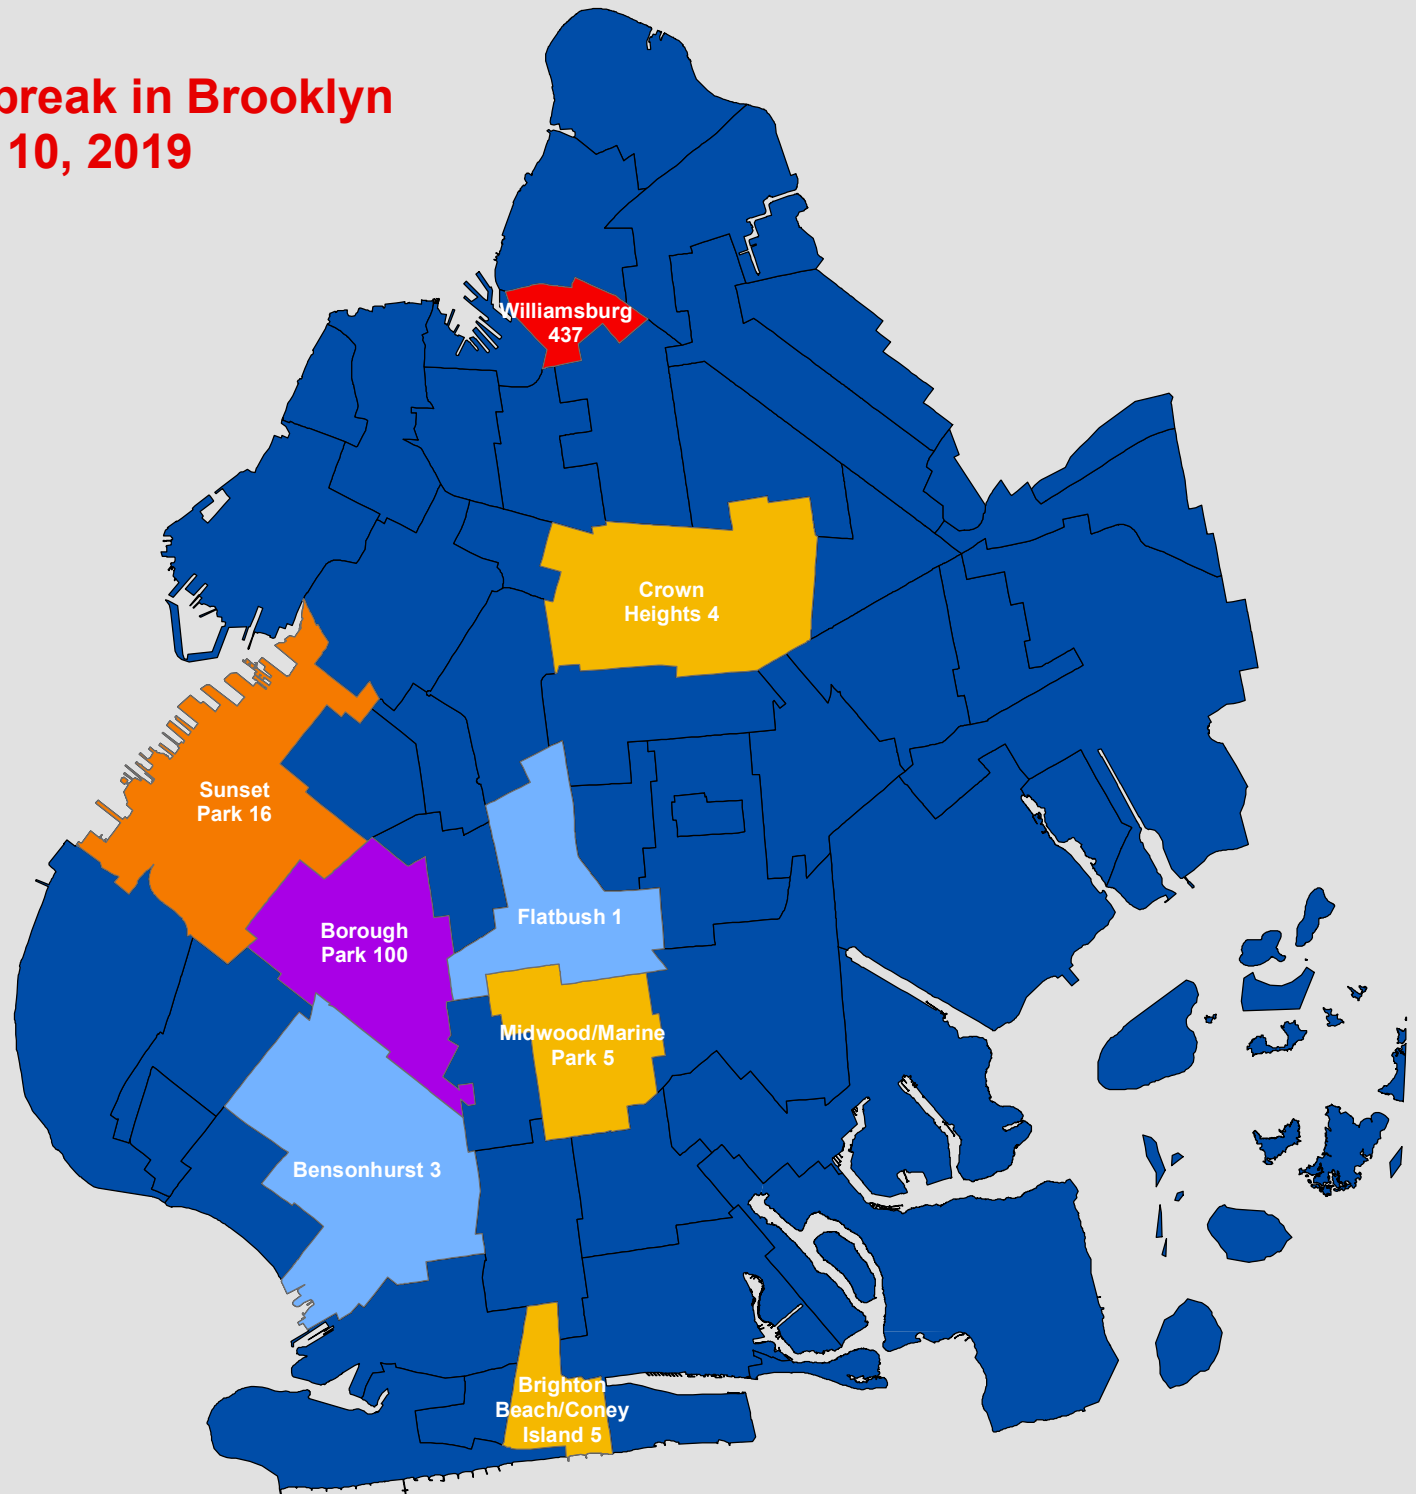 break in Brooklyn
10, 2019
Williamsburg
437
Crown
Heights 4
Sunset
Park 16
Borough
Park 100
Flatbush 1
Midwood/Marine
Park 5
Bensonhurst 3
Brighton
Beach/Coney
Island 5